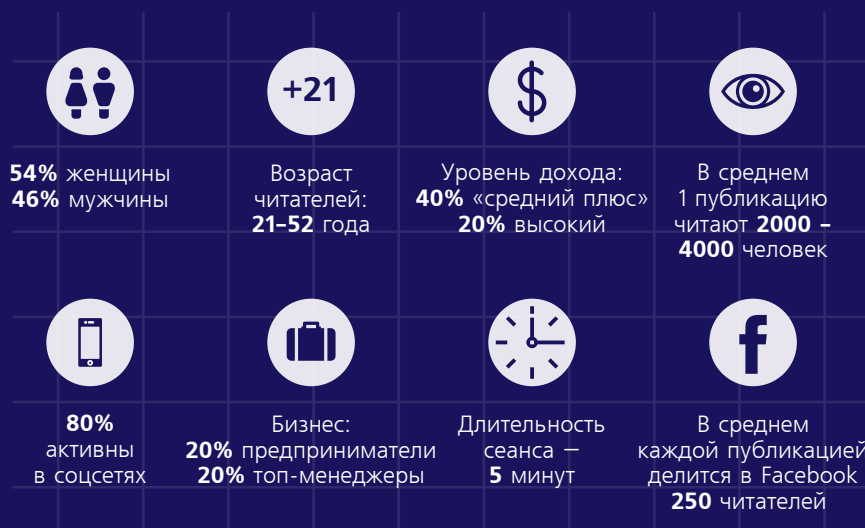 +21
54% женщины
46% мужчины
Возраст
читателей:
21–52 года
Уровень дохода:
40% «средний плюс»
20% высокий
В среднем
1 публикацию
читают 2000 –
4000 человек
80%
активны
в соцсетях
Бизнес:
20% предприниматели
20% топ-менеджеры
Длительность
сеанса —
5 минут
В среднем
каждой публикацией
делится в Facebook
250 читателей